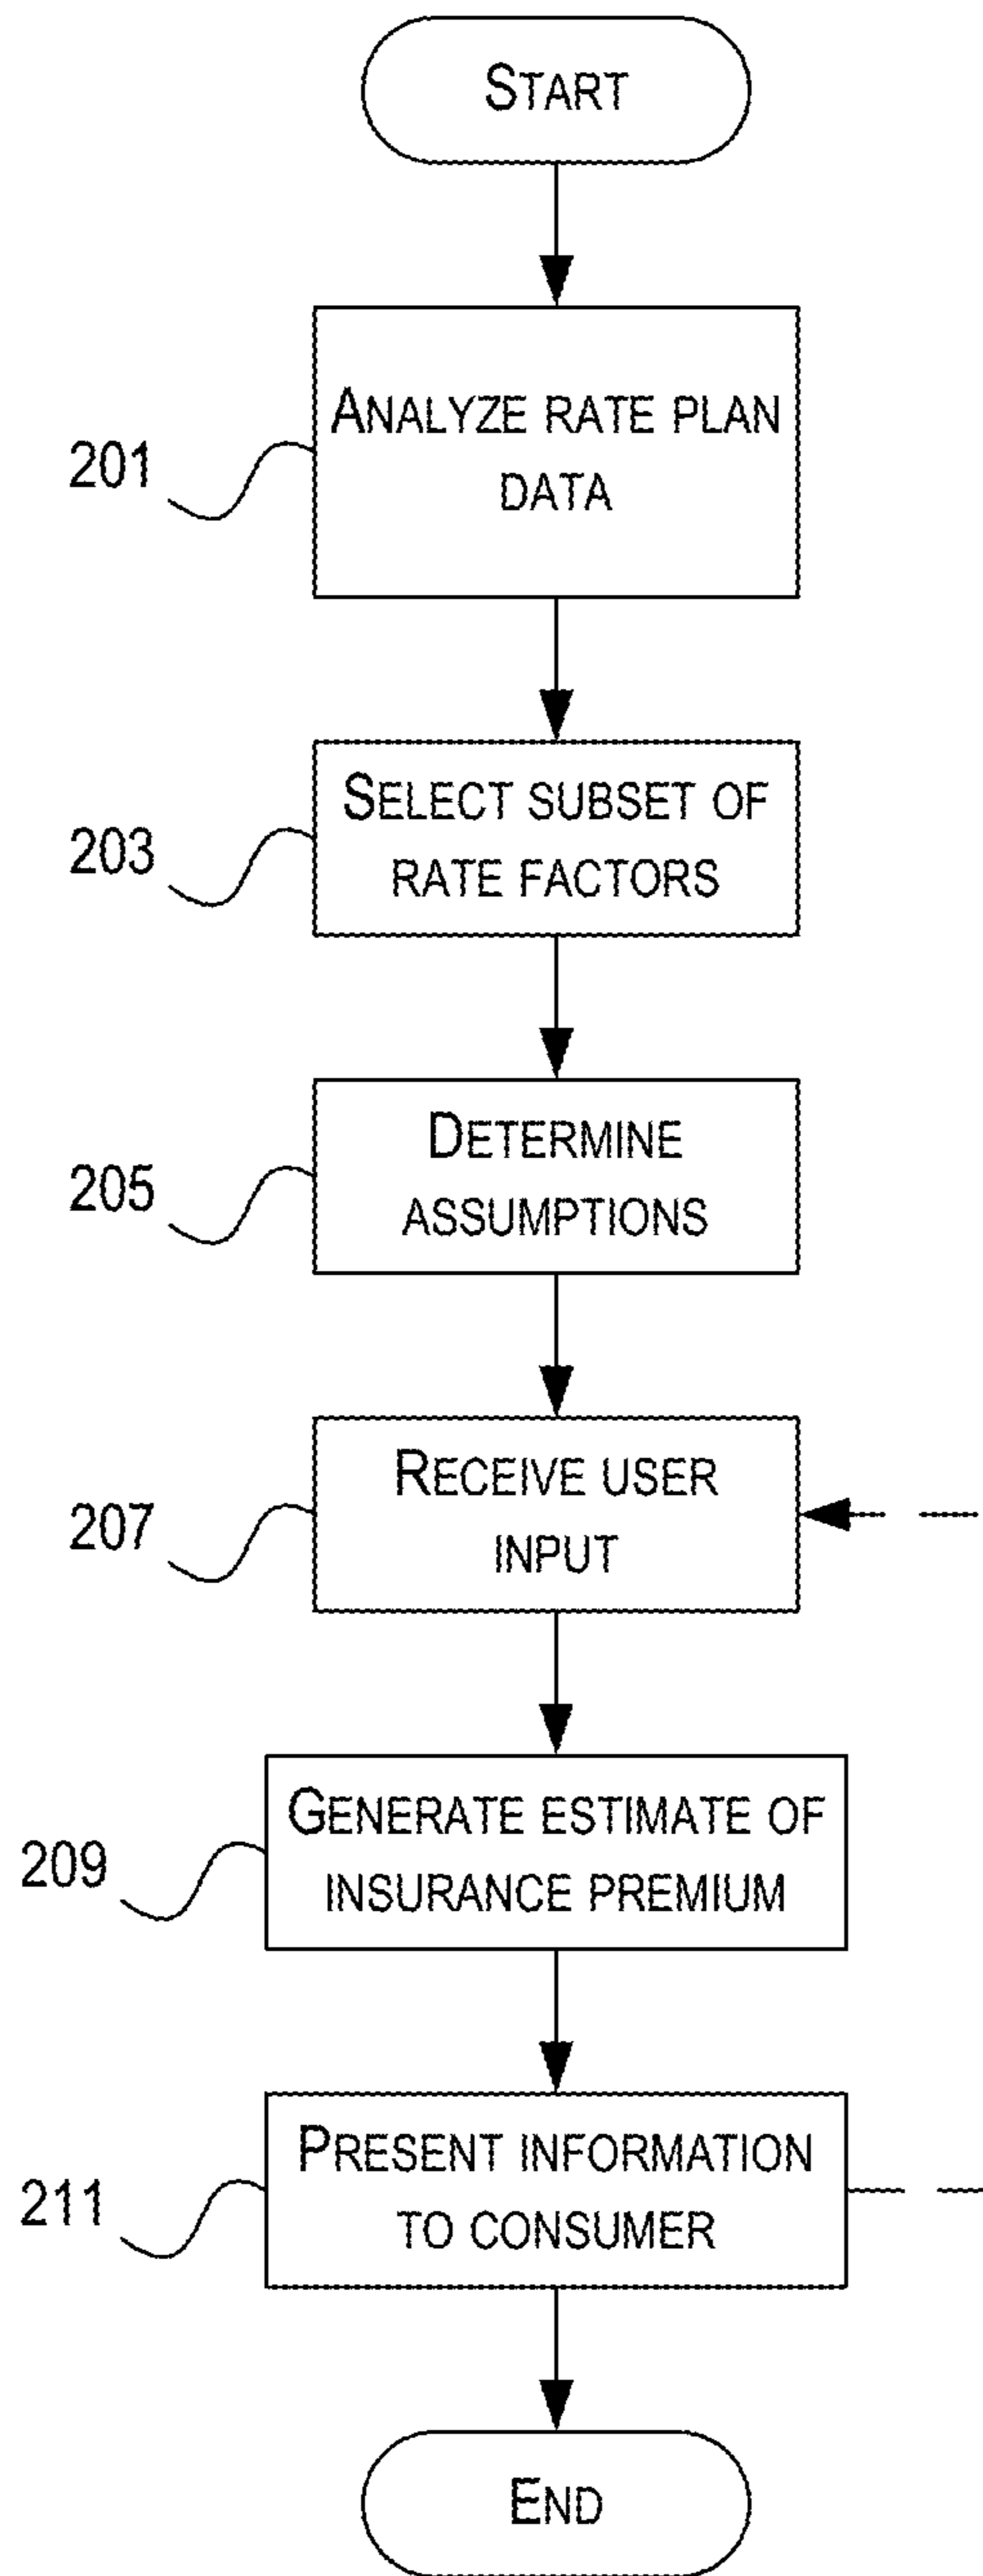 START
ANALYZE RATE PLAN
DATA
201
SELECT SUBSET OF
RATE FACTORS
203
DETERMINE
ASSUMPTIONS
205
RECEIVE USER
INPUT
207
GENERATE ESTIMATE OF
INSURANCE PREMIUM
209
PRESENT INFORMATION
TO CONSUMER
211
END